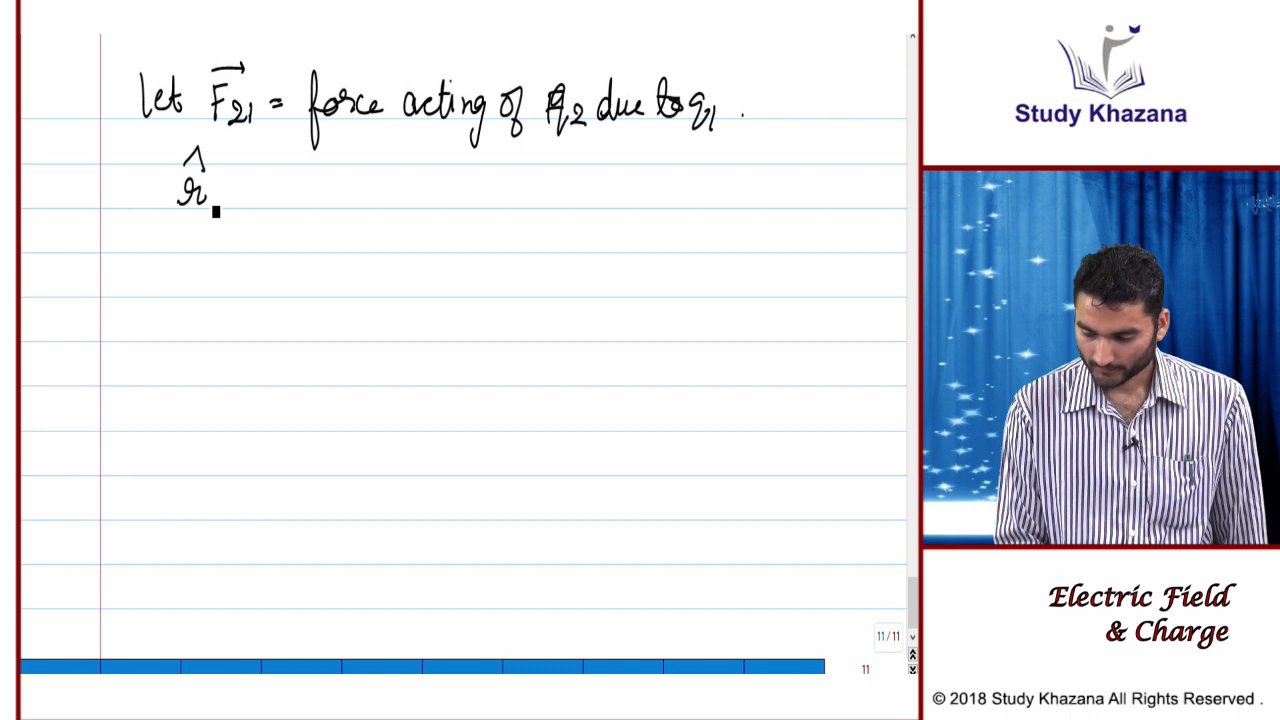 let F⃗21 = force acting of q2 due to q1 .
r̂
Study Khazana
11/11
11
Electric Field
& Charge
© 2018 Study Khazana All Rights Reserved .